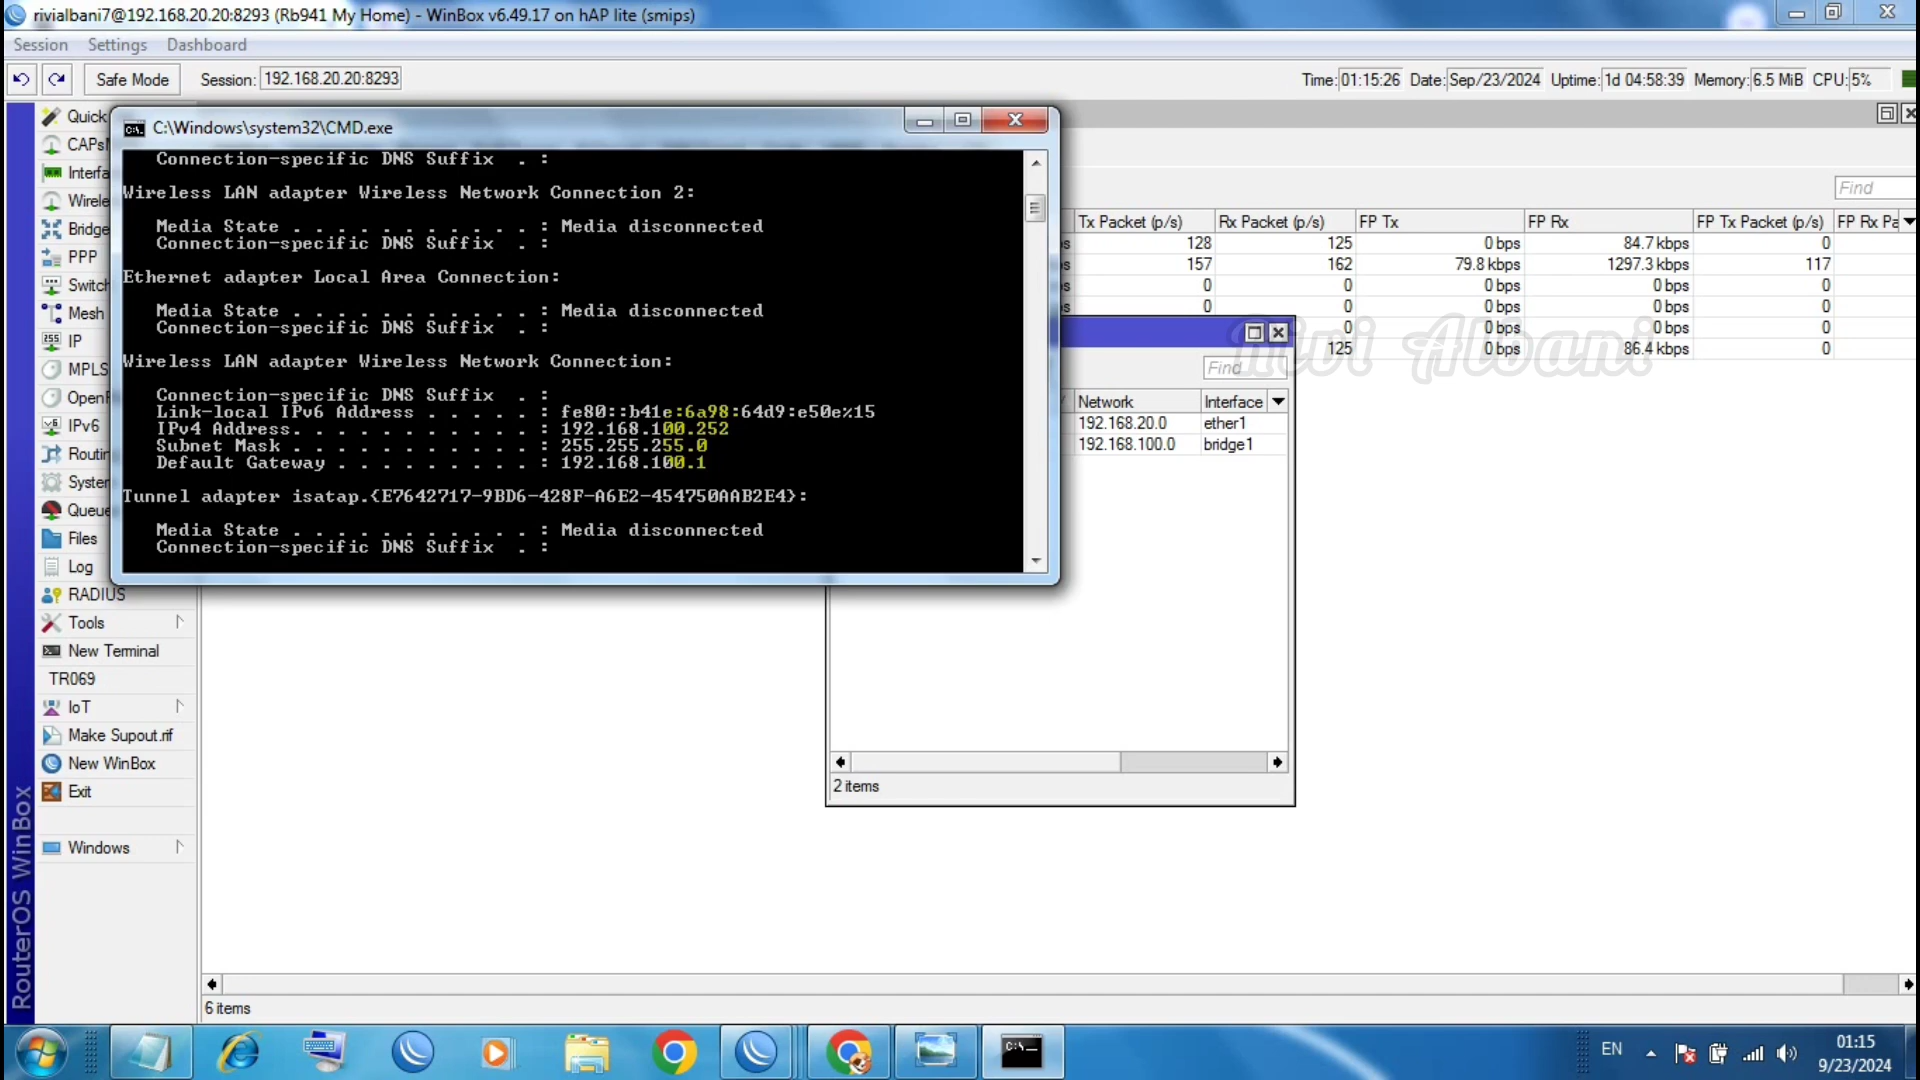 rivialbani7@192.168.20.20:8293 (Rb941 My Home) - WinBox v6.49.17 on hAP lite (smips)
Session Settings Dashboard
Safe Mode Session: 192.168.20.20:8293 Time: 01:15:26 Date: Sep/23/2024 Uptime: 1d 04:58:39 Memory: 6.5 MiB CPU: 5%
Quick
CAPs
Interfa
Wirele
Bridge
PPP
Switch
Mesh
IP
MPLS
OpenF
IPv6
Routin
System
Queue
Files
Log
RADIUS
Tools
New Terminal
TR069
IoT
Make Supout.rif
New WinBox
Exit
Windows
RouterOS WinBox
C:\Windows\system32\CMD.exe
Connection-specific DNS Suffix . :
Wireless LAN adapter Wireless Network Connection 2:
Media State . . . . . . . . . . . : Media disconnected
Connection-specific DNS Suffix . :
Ethernet adapter Local Area Connection:
Media State . . . . . . . . . . . : Media disconnected
Connection-specific DNS Suffix . :
Wireless LAN adapter Wireless Network Connection:
Connection-specific DNS Suffix . :
Link-local IPv6 Address . . . . . : fe80::b41e:6a98:64d9:e50e%15
IPv4 Address. . . . . . . . . . . : 192.168.100.252
Subnet Mask . . . . . . . . . . . : 255.255.255.0
Default Gateway . . . . . . . . . : 192.168.100.1
Tunnel adapter isatap.{E7642717-9BD6-428F-A6E2-454750AAB2E4}:
Media State . . . . . . . . . . . : Media disconnected
Connection-specific DNS Suffix . :
Find
Tx Packet (p/s) Rx Packet (p/s) FP Tx FP Rx FP Tx Packet (p/s) FP Rx Pa
128 125 0 bps 84.7 kbps 0
157 162 79.8 kbps 1297.3 kbps 117
0 0 0 bps 0 bps 0
0 0 0 bps 0 bps 0
0 0 bps 0 bps 0
125 0 bps 86.4 kbps 0
Rivi Albani
Find
Network Interface
192.168.20.0 ether1
192.168.100.0 bridge1
2 items
6 items
EN 01:15
9/23/2024